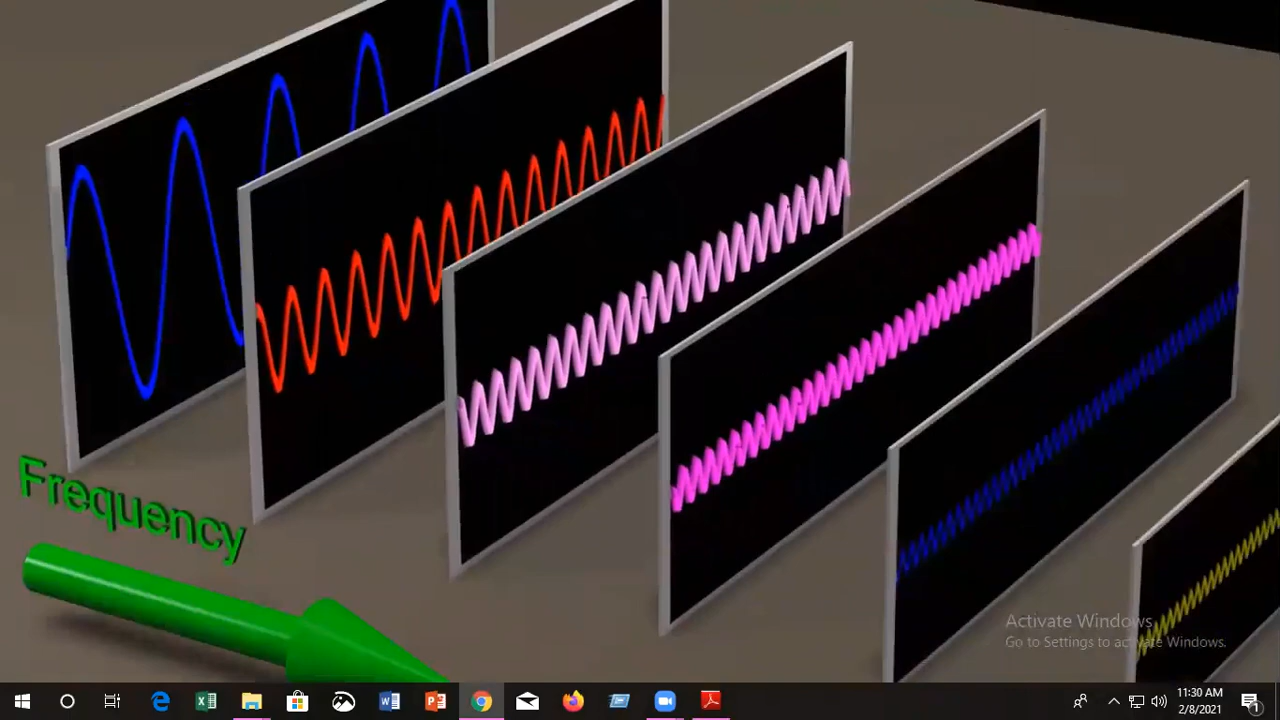 Frequency
Activate Windows
Go to Settings to activate Windows.
11:30 AM
2/8/2021